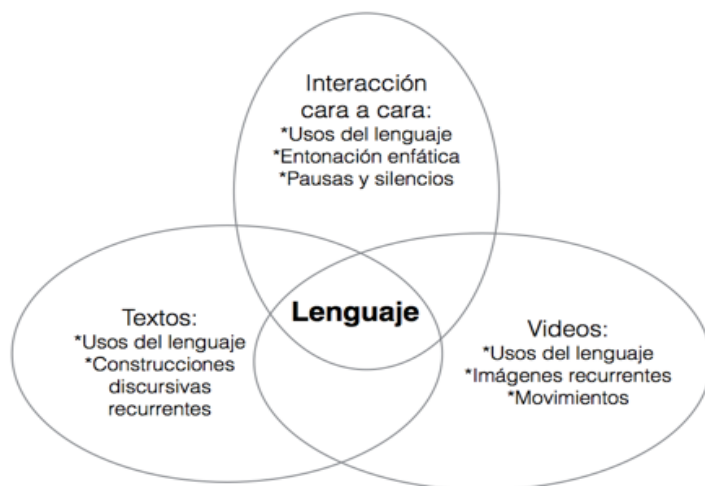 Interacción
cara a cara:
*Usos del lenguaje
*Entonación enfática
*Pausas y silencios
Lenguaje
Textos:
*Usos del lenguaje
*Construcciones
discursivas
recurrentes
Videos:
*Usos del lenguaje
*Imágenes recurrentes
*Movimientos